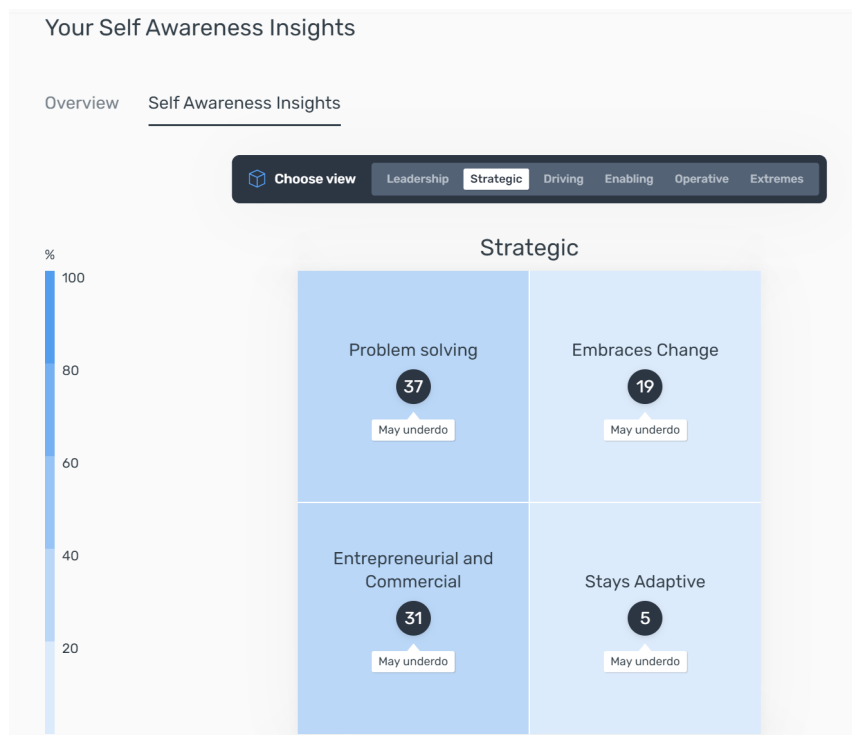 Your Self Awareness Insights
Overview
Self Awareness Insights
Choose view
Leadership
Strategic
Driving
Enabling
Operative
Extremes
Strategic
%
100
80
60
40
20
Problem solving
37
May underdo
Embraces Change
19
May underdo
Entrepreneurial and
Commercial
31
May underdo
Stays Adaptive
5
May underdo